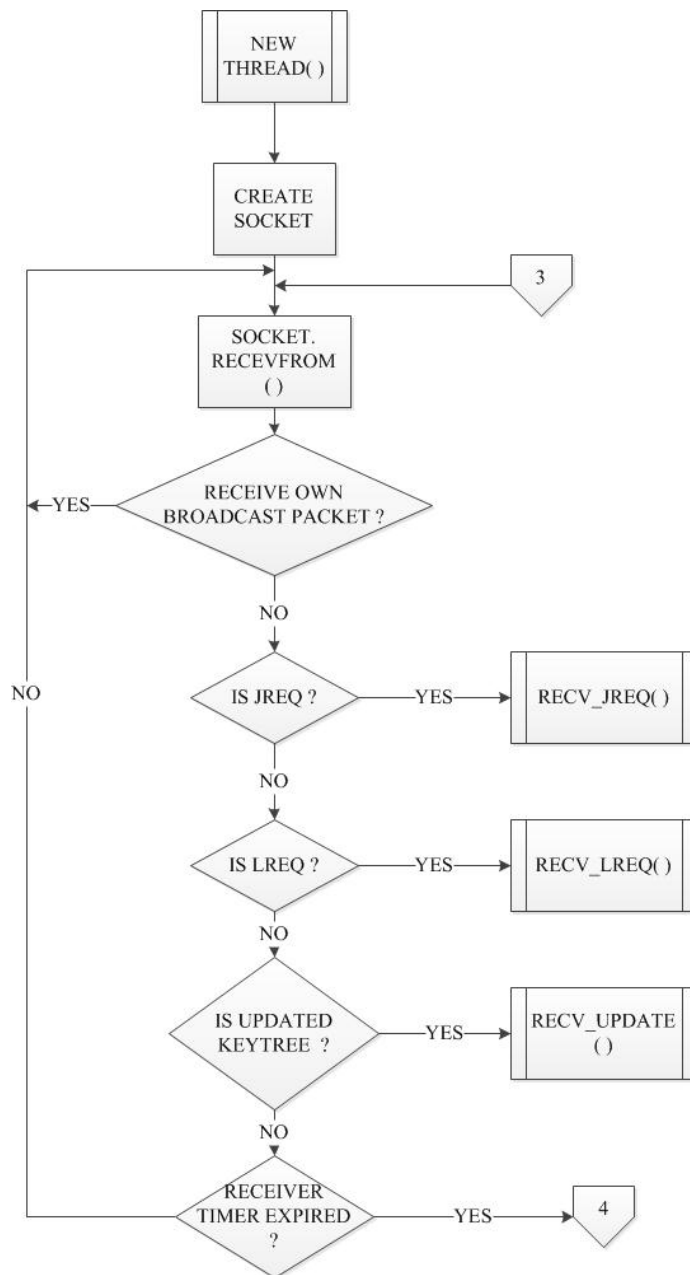 NEW
THREAD( )
CREATE
SOCKET
3
SOCKET.
RECEVFROM
( )
RECEIVE OWN
BROADCAST PACKET ?
YES
NO
NO
IS JREQ ?
YES
RECV_JREQ( )
NO
IS LREQ ?
YES
RECV_LREQ( )
NO
IS UPDATED
KEYTREE ?
YES
RECV_UPDATE
( )
NO
RECEIVER
TIMER EXPIRED
?
YES
4